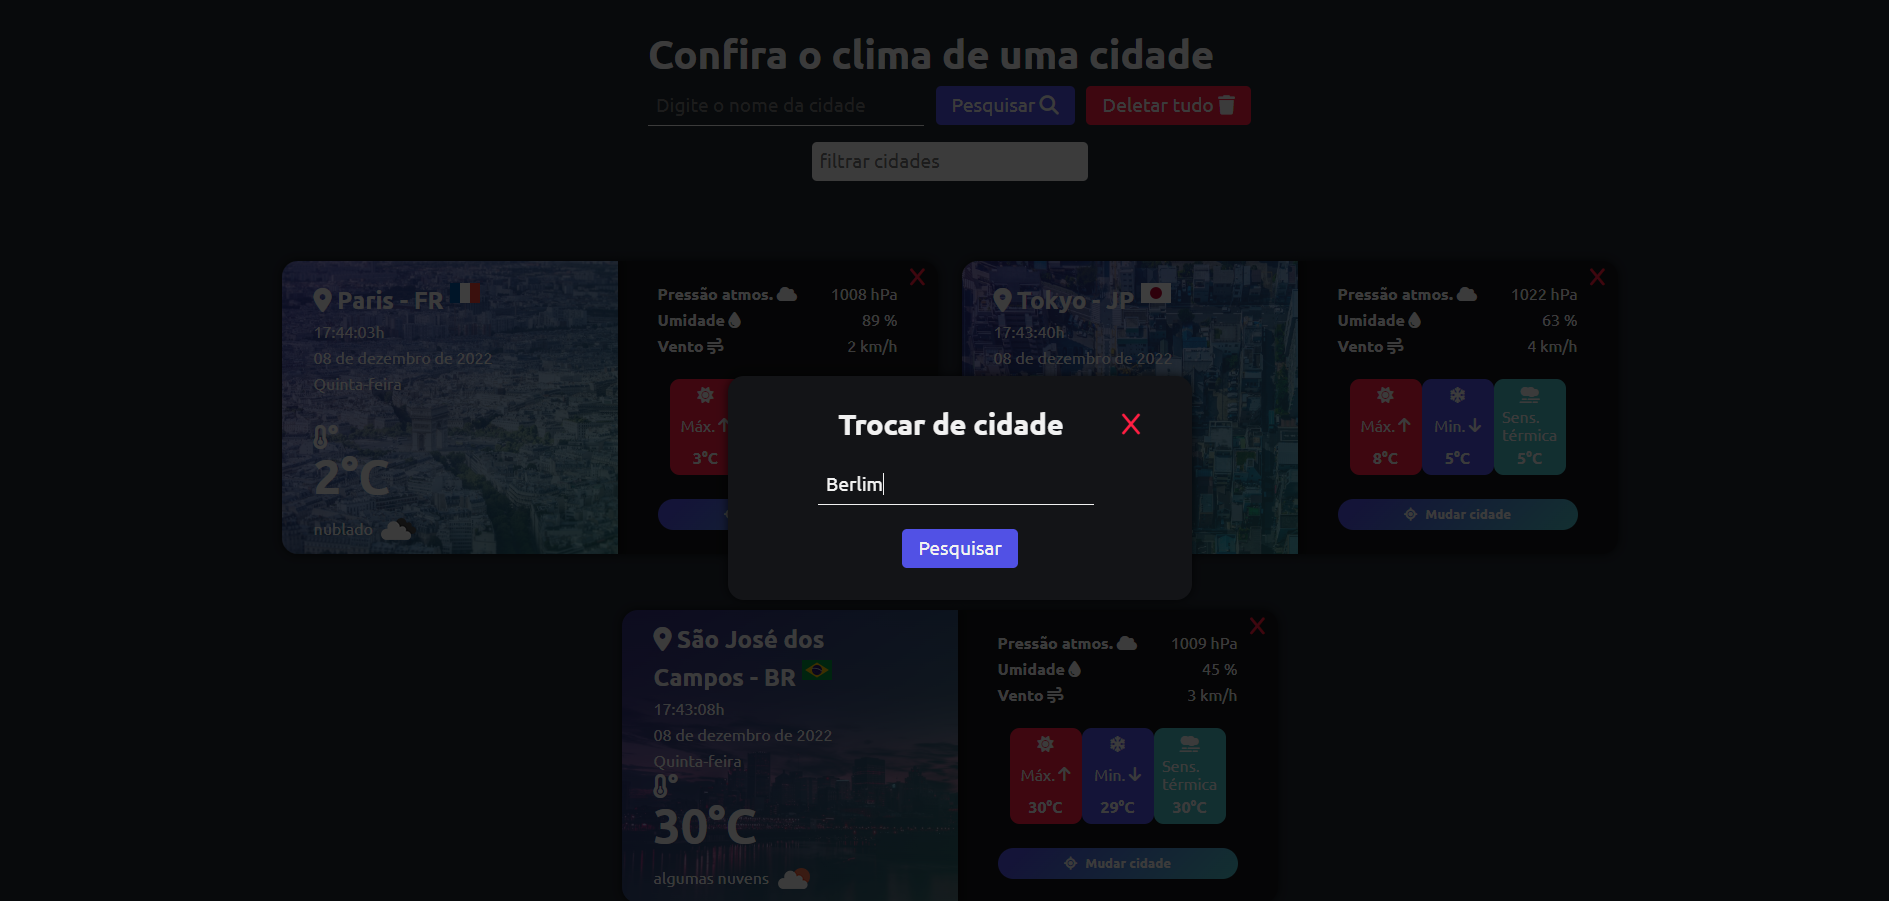 Confira o clima de uma cidade
Digite o nome da cidade
Pesquisar
Deletar tudo
filtrar cidades
Paris - FR
17:44:03h
08 de dezembro de 2022
Quinta-feira
2°C
nublado
Pressão atmos. 1008 hPa
Umidade 89 %
Vento 2 km/h
Máx.
3°C
X
Tokyo - JP
17:43:40h
08 de dezembro de 2022
Pressão atmos. 1022 hPa
Umidade 63 %
Vento 4 km/h
Máx. Min. Sens. térmica
8°C 5°C 5°C
Mudar cidade
X
Trocar de cidade
X
Berlim
Pesquisar
São José dos
Campos - BR
17:43:08h
08 de dezembro de 2022
Quinta-feira
30°C
algumas nuvens
Pressão atmos. 1009 hPa
Umidade 45 %
Vento 3 km/h
Máx. Min. Sens. térmica
30°C 29°C 30°C
Mudar cidade
X